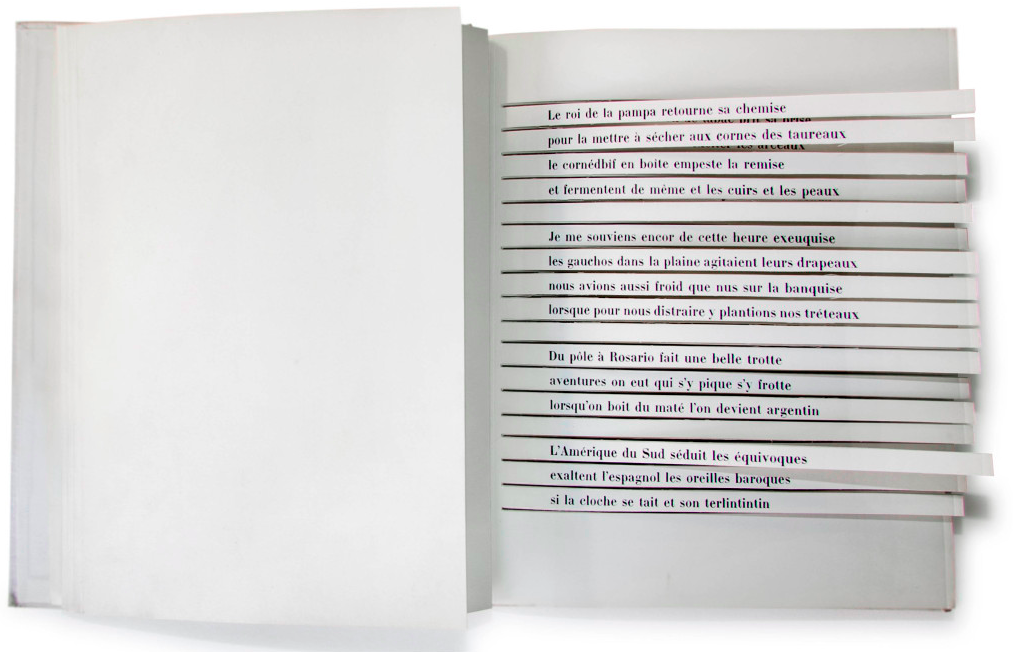 Le roi de la pampa retourne sa chemise
sa prise
pour la mettre à sécher aux cornes des taureaux
les arceaux
le cornédbif en boîte empeste la remise
et fermentent de même et les cuirs et les peaux
Je me souviens encor de cette heure exeuquise
les gauchos dans la plaine agitaient leurs drapeaux
nous avions aussi froid que nus sur la banquise
lorsque pour nous distraire y plantions nos tréteaux
Du pôle à Rosario fait une belle trotte
aventures on eut qui s'y pique s'y frotte
lorsqu'on boit du maté l'on devient argentin
L'Amérique du Sud séduit les équivoques
exaltent l'espagnol les oreilles baroques
si la cloche se tait et son terlintintin